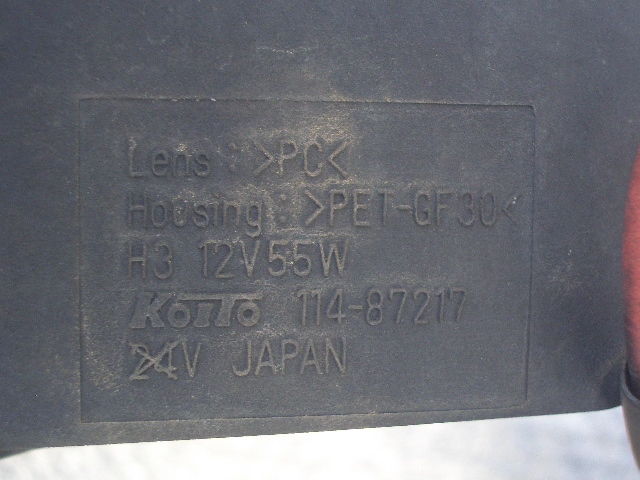 Lens : >PC<
Housing : >PET-GF30<
H3 12V55W
KOITO 114-87217
24V JAPAN